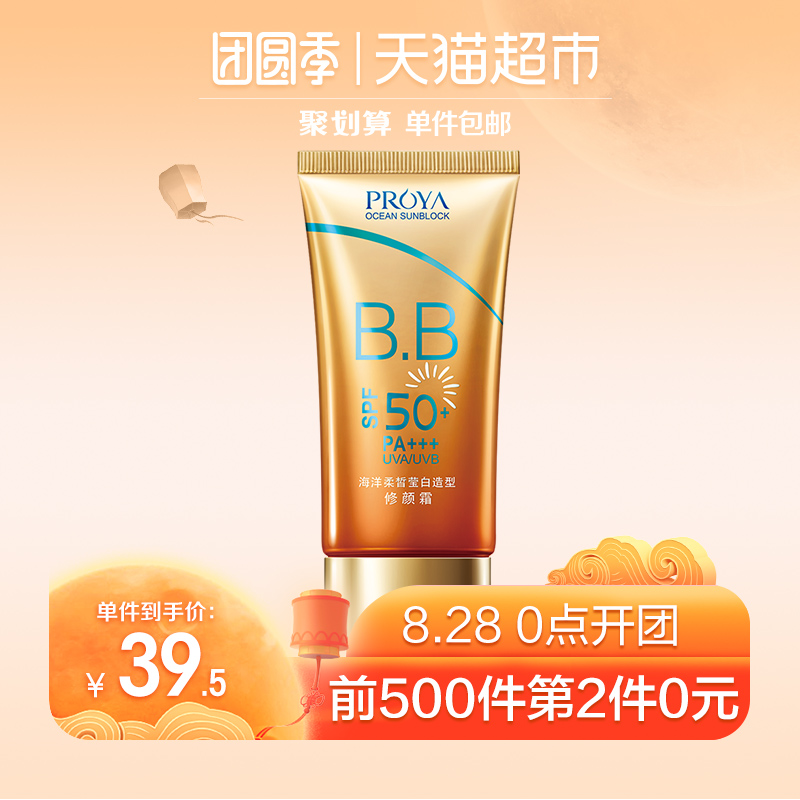 团圆季|天猫超市
聚划算 单件包邮
PROYA
OCEAN SUNBLOCK
B.B
SPF 50+
PA+++
UVA/UVB
海洋柔皙莹白造型
修颜霜
单件到手价:
¥39.5
8.28 0点开团
前500件第2件0元